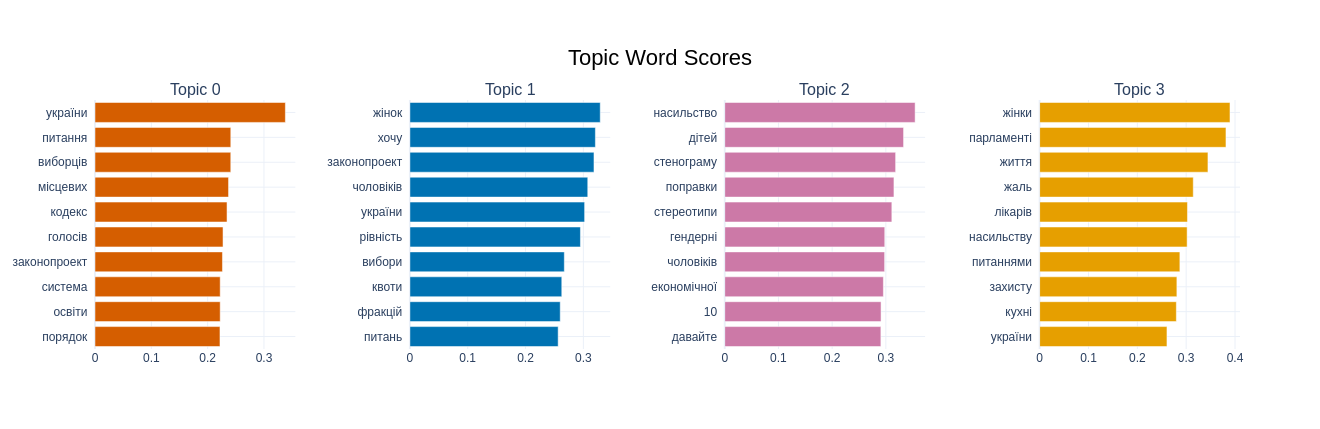 Topic Word Scores
Topic 0
україни
питання
виборців
місцевих
кодекс
голосів
законопроект
система
освіти
порядок
0 0.1 0.2 0.3
Topic 1
жінок
хочу
законопроект
чоловіків
україни
рівність
вибори
квоти
фракцій
питань
0 0.1 0.2 0.3
Topic 2
насильство
дітей
стенограму
поправки
стереотипи
гендерні
чоловіків
економічної
10
давайте
0 0.1 0.2 0.3
Topic 3
жінки
парламенті
життя
жаль
лікарів
насильству
питаннями
захисту
кухні
україни
0 0.1 0.2 0.3 0.4